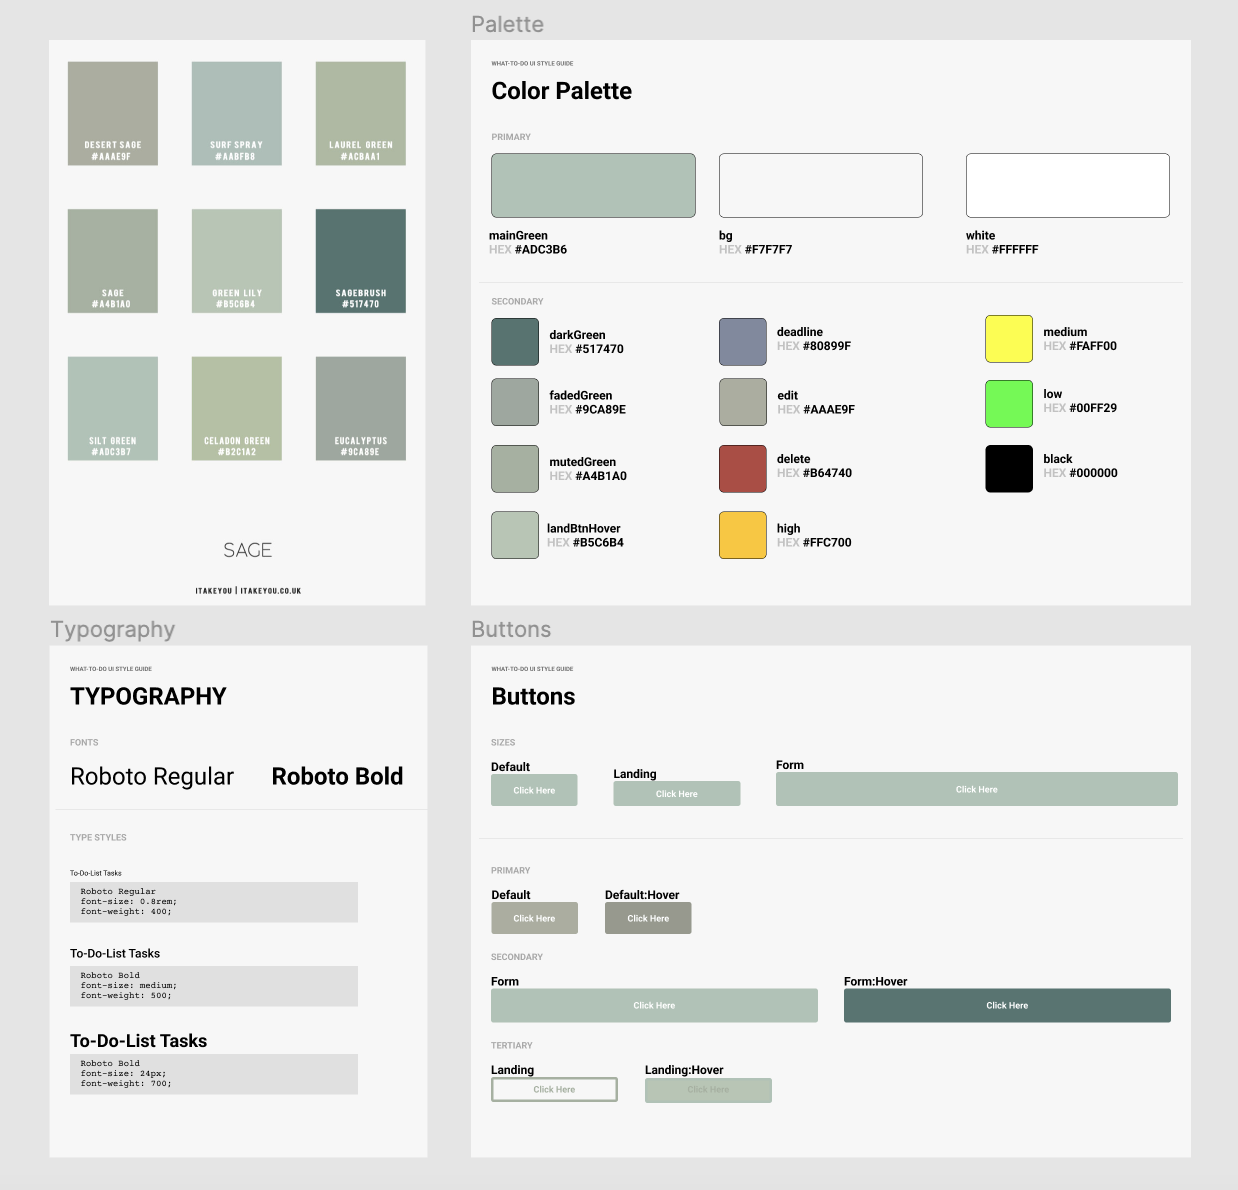 Palette
DESERT SAGE
#AAAE9F
SURF SPRAY
#AABFB8
LAUREL GREEN
#ACBAA1
SAGE
#A4B1A0
GREEN LILY
#B5C6B4
SAGEBRUSH
#517470
SILT GREEN
#ADC3B7
CELADON GREEN
#B2C1A2
EUCALYPTUS
#9CA89E
SAGE
ITAKEYOU | ITAKEYOU.CO.UK
WHAT-TO-DO UI STYLE GUIDE
Color Palette
PRIMARY
mainGreen
HEX #ADC3B6
bg
HEX #F7F7F7
white
HEX #FFFFFF
SECONDARY
darkGreen
HEX #517470
deadline
HEX #80899F
medium
HEX #FAFF00
fadedGreen
HEX #9CA89E
edit
HEX #AAAE9F
low
HEX #00FF29
mutedGreen
HEX #A4B1A0
delete
HEX #B64740
black
HEX #000000
landBtnHover
HEX #B5C6B4
high
HEX #FFC700
Typography
WHAT-TO-DO UI STYLE GUIDE
TYPOGRAPHY
FONTS
Roboto Regular
Roboto Bold
TYPE STYLES
To-Do-List Tasks
Roboto Regular
font-size: 0.8rem;
font-weight: 400;
To-Do-List Tasks
Roboto Bold
font-size: medium;
font-weight: 500;
To-Do-List Tasks
Roboto Bold
font-size: 24px;
font-weight: 700;
Buttons
WHAT-TO-DO UI STYLE GUIDE
Buttons
SIZES
Default
Click Here
Landing
Click Here
Form
Click Here
PRIMARY
Default
Click Here
Default:Hover
Click Here
SECONDARY
Form
Click Here
Form:Hover
Click Here
TERTIARY
Landing
Click Here
Landing:Hover
Click Here